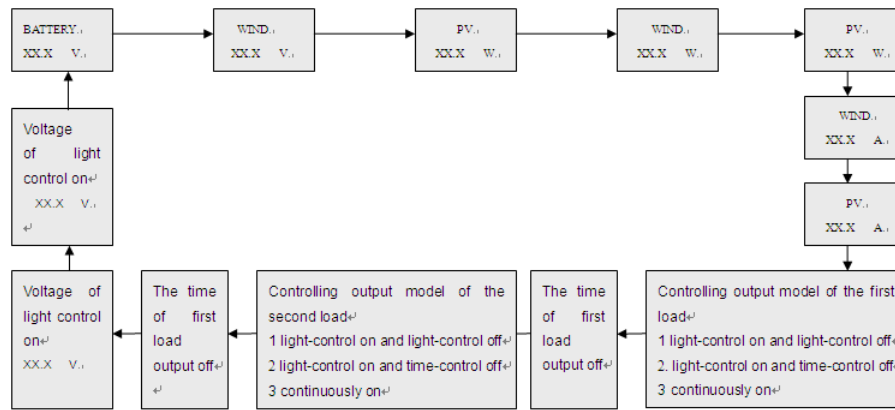 BATTERY
XX.X V
WIND
XX.X V
PV
XX.X W
WIND
XX.X W
PV
XX.X W
WIND
XX.X A
PV
XX.X A
Controlling output model of the first
load
1 light-control on and light-control off
2. light-control on and time-control off
3 continuously on
The time
of first
load
output off
Controlling output model of the
second load
1 light-control on and light-control off
2 light-control on and time-control off
3 continuously on
The time
of first
load
output off
Voltage of
light control
on
XX.X V
Voltage
of light
control on
XX.X V